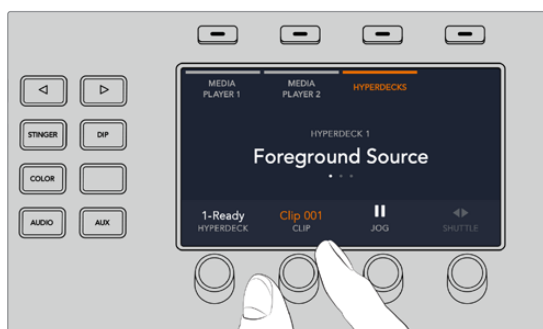 MEDIA PLAYER 1
MEDIA PLAYER 2
HYPERDECKS
HYPERDECK 1
Foreground Source
STINGER
DIP
COLOR
AUDIO
AUX
1-Ready
HYPERDECK
Clip 001
CLIP
JOG
SHUTTLE